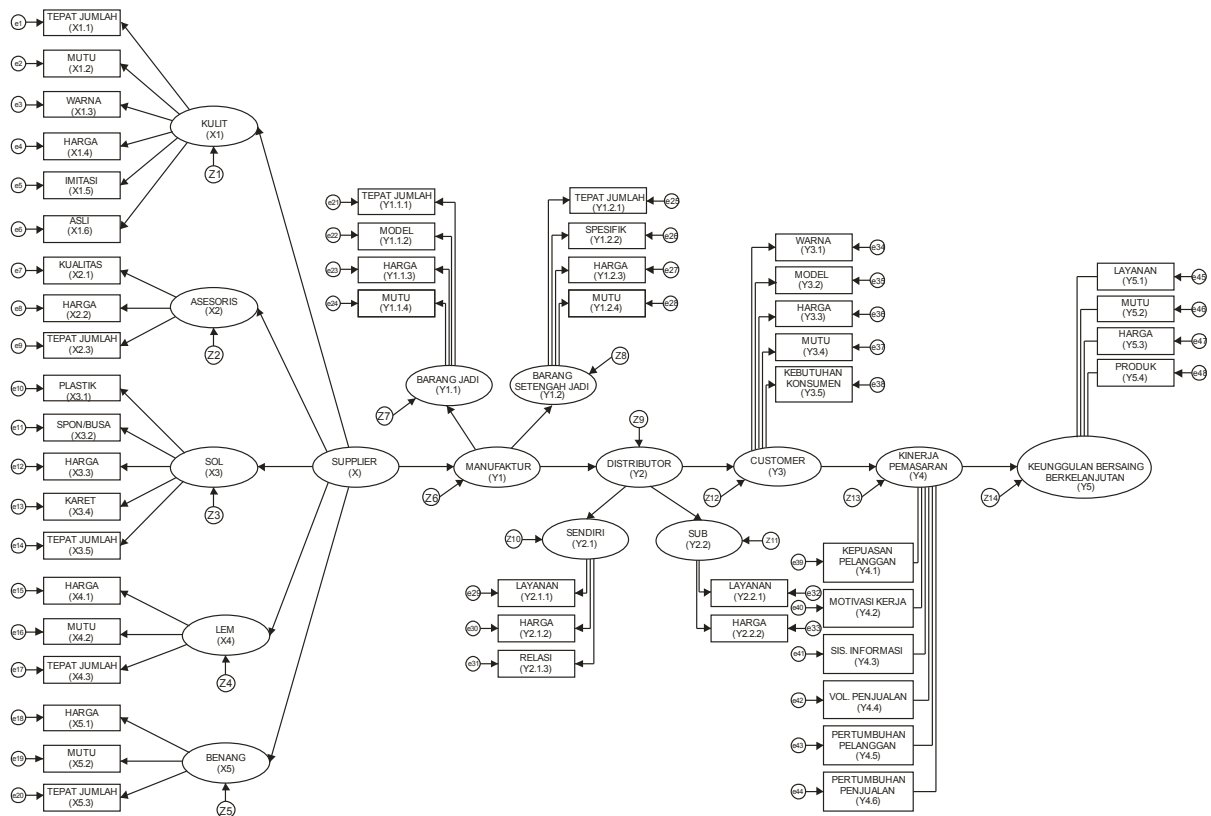 e1
TEPAT JUMLAH
(X1.1)
e2
MUTU
(X1.2)
e3
WARNA
(X1.3)
e4
HARGA
(X1.4)
e5
IMITASI
(X1.5)
e6
ASLI
(X1.6)
KULIT
(X1)
Z1
e7
KUALITAS
(X2.1)
e8
HARGA
(X2.2)
e9
TEPAT JUMLAH
(X2.3)
ASESORIS
(X2)
Z2
e10
PLASTIK
(X3.1)
e11
SPON/BUSA
(X3.2)
e12
HARGA
(X3.3)
e13
KARET
(X3.4)
e14
TEPAT JUMLAH
(X3.5)
SOL
(X3)
Z3
e15
HARGA
(X4.1)
e16
MUTU
(X4.2)
e17
TEPAT JUMLAH
(X4.3)
LEM
(X4)
Z4
e18
HARGA
(X5.1)
e19
MUTU
(X5.2)
e20
TEPAT JUMLAH
(X5.3)
BENANG
(X5)
Z5
SUPPLIER
(X)
e21
TEPAT JUMLAH
(Y1.1.1)
e22
MODEL
(Y1.1.2)
e23
HARGA
(Y1.1.3)
e24
MUTU
(Y1.1.4)
BARANG JADI
(Y1.1)
Z7
TEPAT JUMLAH
(Y1.2.1)
e25
SPESIFIK
(Y1.2.2)
e26
HARGA
(Y1.2.3)
e27
MUTU
(Y1.2.4)
e28
BARANG
SETENGAH JADI
(Y1.2)
Z8
MANUFAKTUR
(Y1)
Z6
DISTRIBUTOR
(Y2)
Z9
SENDIRI
(Y2.1)
Z10
e29
LAYANAN
(Y2.1.1)
e30
HARGA
(Y2.1.2)
e31
RELASI
(Y2.1.3)
SUB
(Y2.2)
Z11
LAYANAN
(Y2.2.1)
e32
HARGA
(Y2.2.2)
e33
WARNA
(Y3.1)
e34
MODEL
(Y3.2)
e35
HARGA
(Y3.3)
e36
MUTU
(Y3.4)
e37
KEBUTUHAN
KONSUMEN
(Y3.5)
e38
CUSTOMER
(Y3)
Z12
KINERJA
PEMASARAN
(Y4)
Z13
e39
KEPUASAN
PELANGGAN
(Y4.1)
e40
MOTIVASI KERJA
(Y4.2)
e41
SIS. INFORMASI
(Y4.3)
e42
VOL. PENJUALAN
(Y4.4)
e43
PERTUMBUHAN
PELANGGAN
(Y4.5)
e44
PERTUMBUHAN
PENJUALAN
(Y4.6)
LAYANAN
(Y5.1)
e45
MUTU
(Y5.2)
e46
HARGA
(Y5.3)
e47
PRODUK
(Y5.4)
e48
KEUNGGULAN BERSAING
BERKELANJUTAN
(Y5)
Z14